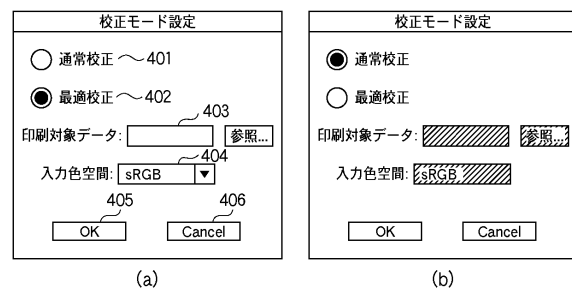 校正モード設定
通常校正 401
最適校正 402
403
印刷対象データ: 参照...
404
入力色空間: sRGB
405 406
OK Cancel
(a)
校正モード設定
通常校正
最適校正
印刷対象データ: 参照...
入力色空間: sRGB
OK Cancel
(b)